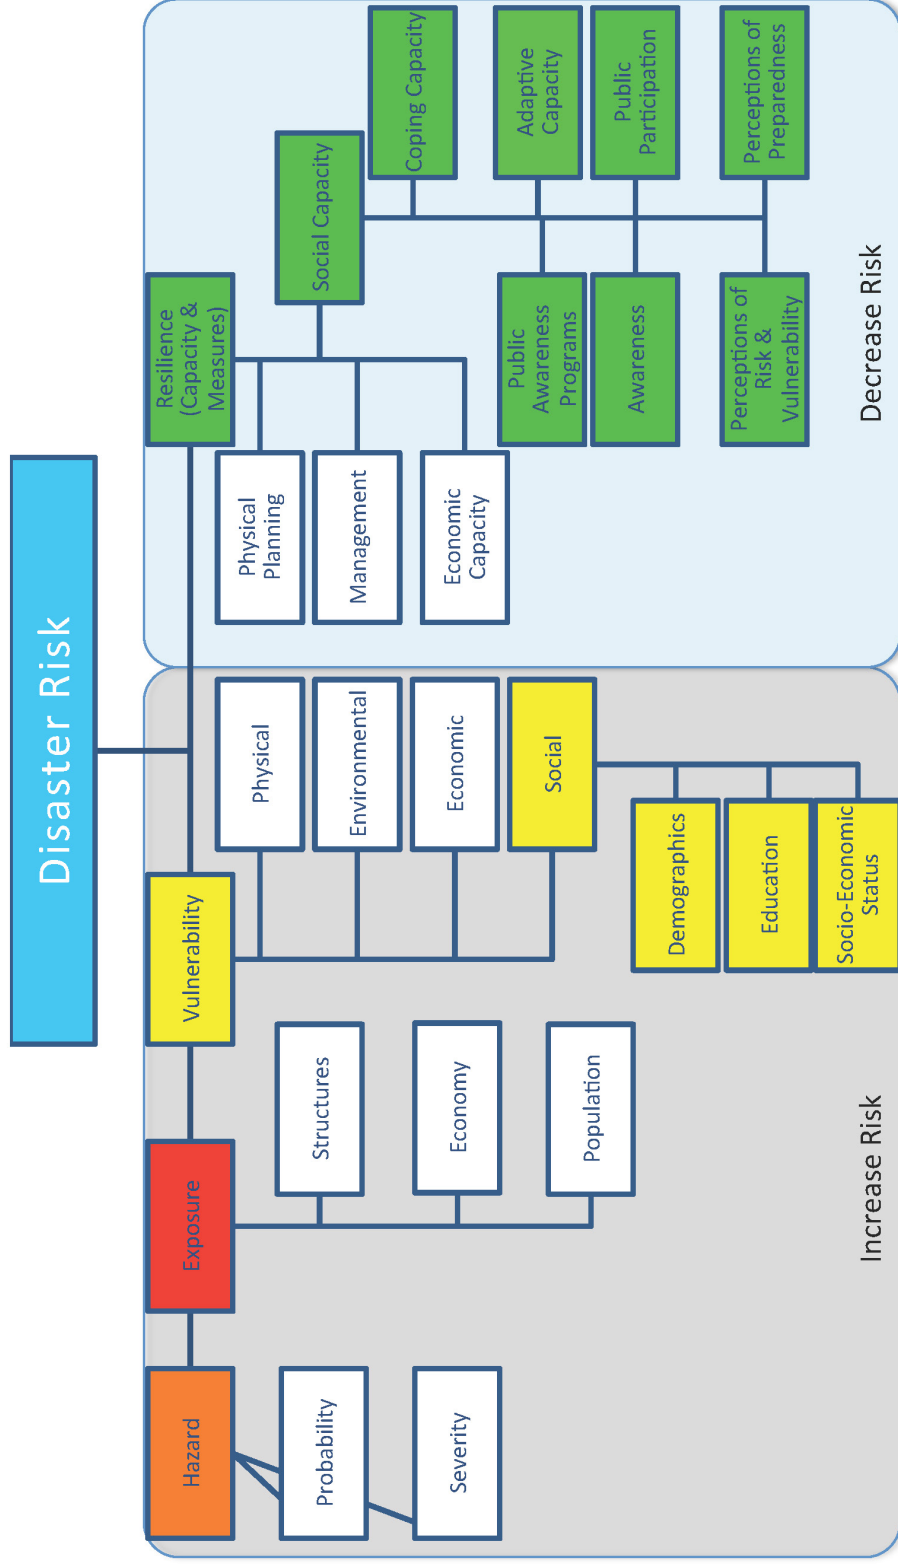 Disaster Risk
Hazard
Probability
Severity
Exposure
Structures
Economy
Population
Vulnerability
Physical
Environmental
Economic
Social
Demographics
Education
Socio-Economic
Status
Increase Risk
Resilience
(Capacity &
Measures)
Physical
Planning
Management
Economic
Capacity
Social Capacity
Coping Capacity
Public
Awareness
Programs
Adaptive
Capacity
Awareness
Public
Participation
Perceptions of
Risk &
Vulnerability
Perceptions of
Preparedness
Decrease Risk